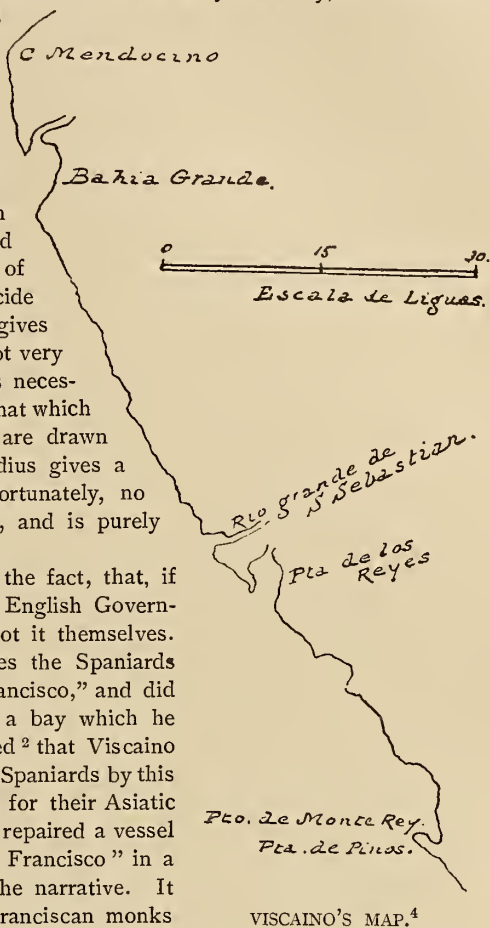 C Mendocino
Bahia Grande.
0 15 30.
Escala de Liguas.
d
of
cide
gives
ot very
s neces-
hat which
are drawn
dius gives a
ortunately, no
, and is purely
Rio grande de
S Sebastian.
Pta de los
Reyes
the fact, that, if
English Govern-
ot it themselves.
es the Spaniards
ancisco,” and did
a bay which he
ed ² that Viscaino
Spaniards by this
for their Asiatic
repaired a vessel
Francisco ” in a
he narrative. It
ranciscan monks
Pto. de Monte Rey.
Pta. de Pinos.
VISCAINO'S MAP.⁴